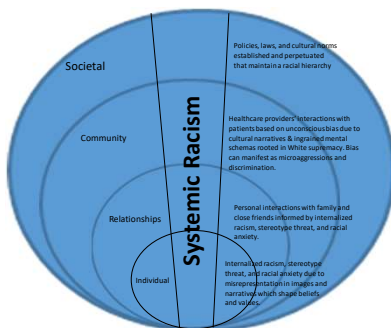 Societal
Policies, laws, and cultural norms
established and perpetuated
that maintain a racial hierarchy
Community
Healthcare providers' interactions with
patients based on unconscious bias due to
cultural narratives & ingrained mental
schemas rooted in White supremacy. Bias
can manifest as microaggressions and
discrimination.
Systemic Racism
Relationships
Personal interactions with family and
close friends informed by internalized
racism, stereotype threat, and racial
anxiety.
Individual
Internalized racism, stereotype
threat, and racial anxiety due to
misrepresentation in images and
narratives which shape beliefs
and values.